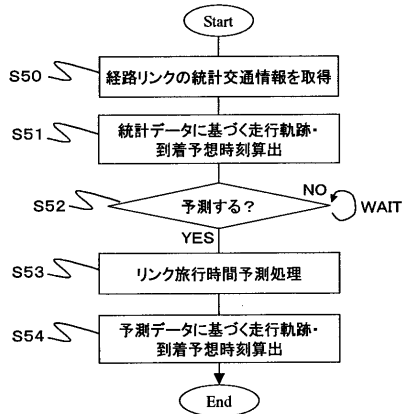 Start
S50
経路リンクの統計交通情報を取得
S51
統計データに基づく走行軌跡・
到着予想時刻算出
S52
予測する?
NO
WAIT
YES
S53
リンク旅行時間予測処理
S54
予測データに基づく走行軌跡・
到着予想時刻算出
End